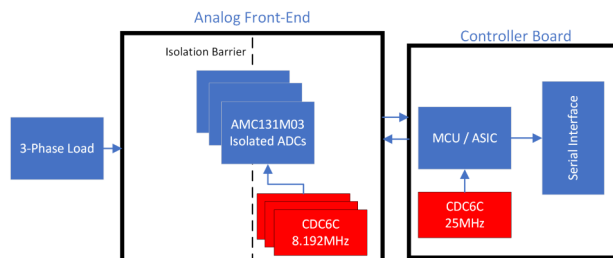 Analog Front-End
Controller Board
Isolation Barrier
AMC131M03
Isolated ADCs
3-Phase Load
MCU / ASIC
Serial Interface
CDC6C
8.192MHz
CDC6C
25MHz